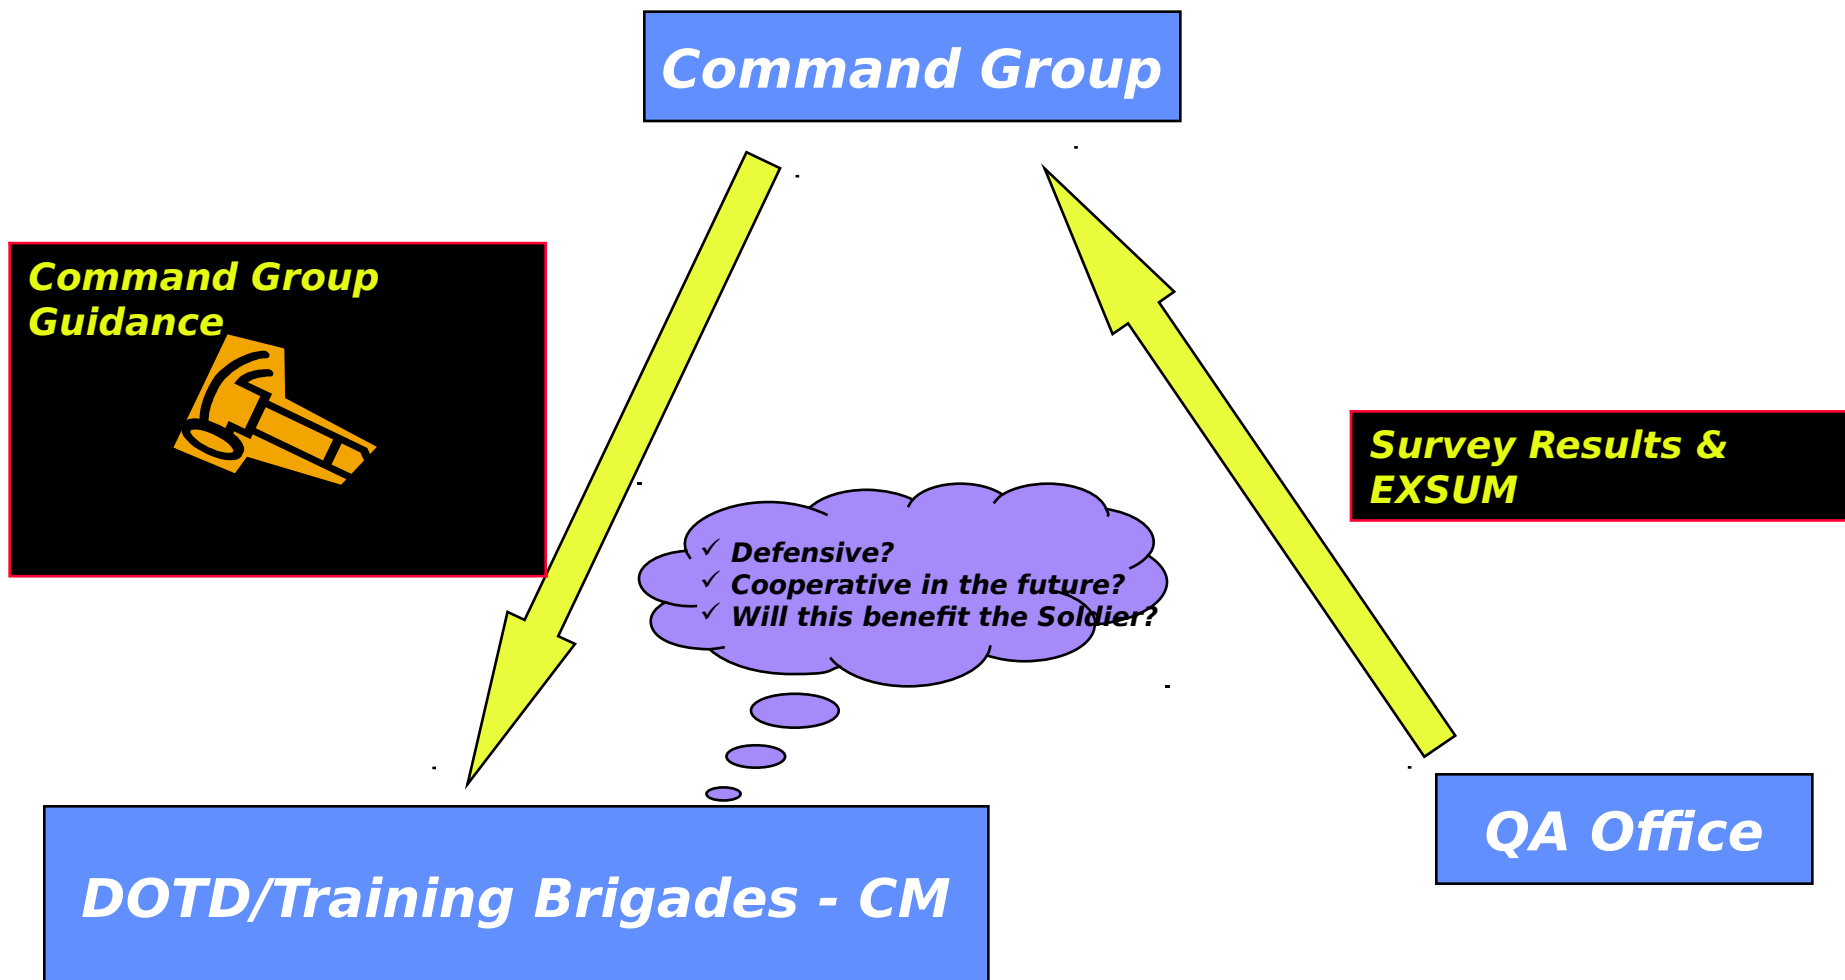 Command Group
Command Group
Guidance
Survey Results &
EXSUM
✓ Defensive?
✓ Cooperative in the future?
✓ Will this benefit the Soldier?
QA Office
DOTD/Training Brigades - CM